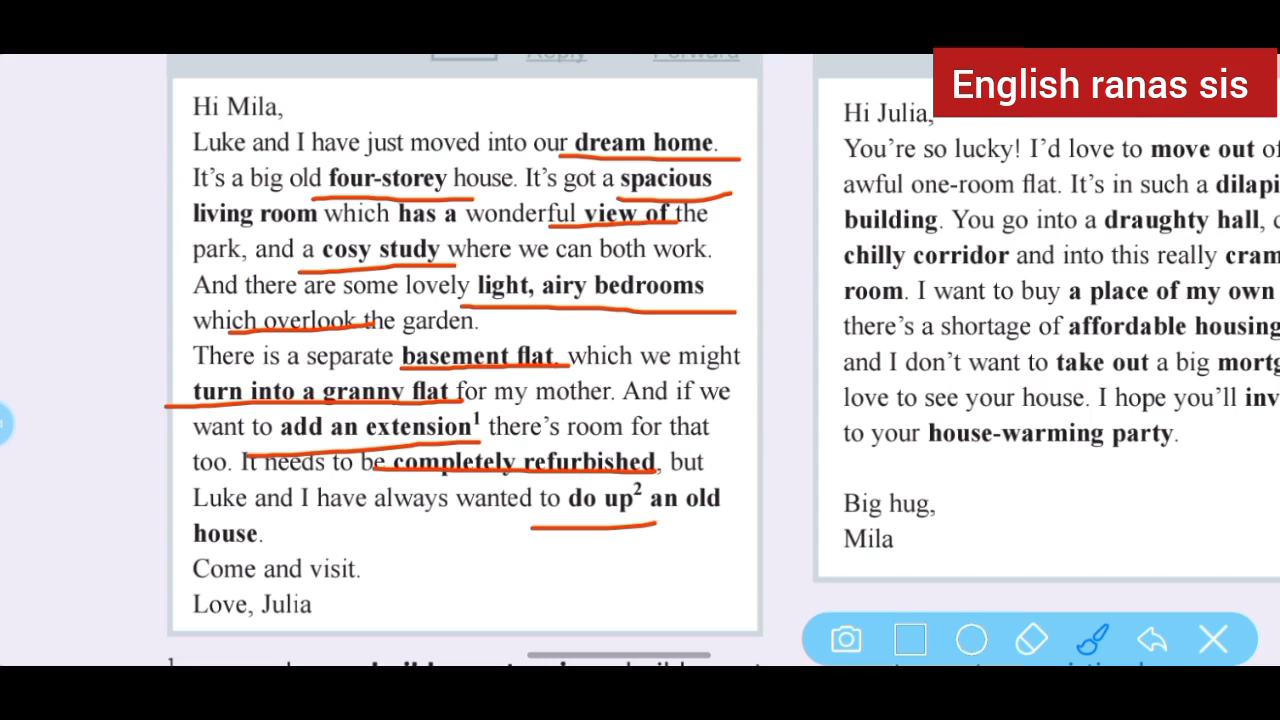 Reply Forward
English ranas sis
Hi Mila,
Luke and I have just moved into our dream home.
It’s a big old four-storey house. It’s got a spacious
living room which has a wonderful view of the
park, and a cosy study where we can both work.
And there are some lovely light, airy bedrooms
which overlook the garden.
There is a separate basement flat, which we might
turn into a granny flat for my mother. And if we
want to add an extension¹ there’s room for that
too. It needs to be completely refurbished, but
Luke and I have always wanted to do up² an old
house.
Come and visit.
Love, Julia
Hi Julia,
You’re so lucky! I’d love to move out of
awful one-room flat. It’s in such a dilapi
building. You go into a draughty hall,
chilly corridor and into this really cram
room. I want to buy a place of my own
there’s a shortage of affordable housing
and I don’t want to take out a big mortg
love to see your house. I hope you’ll inv
to your house-warming party.
Big hug,
Mila